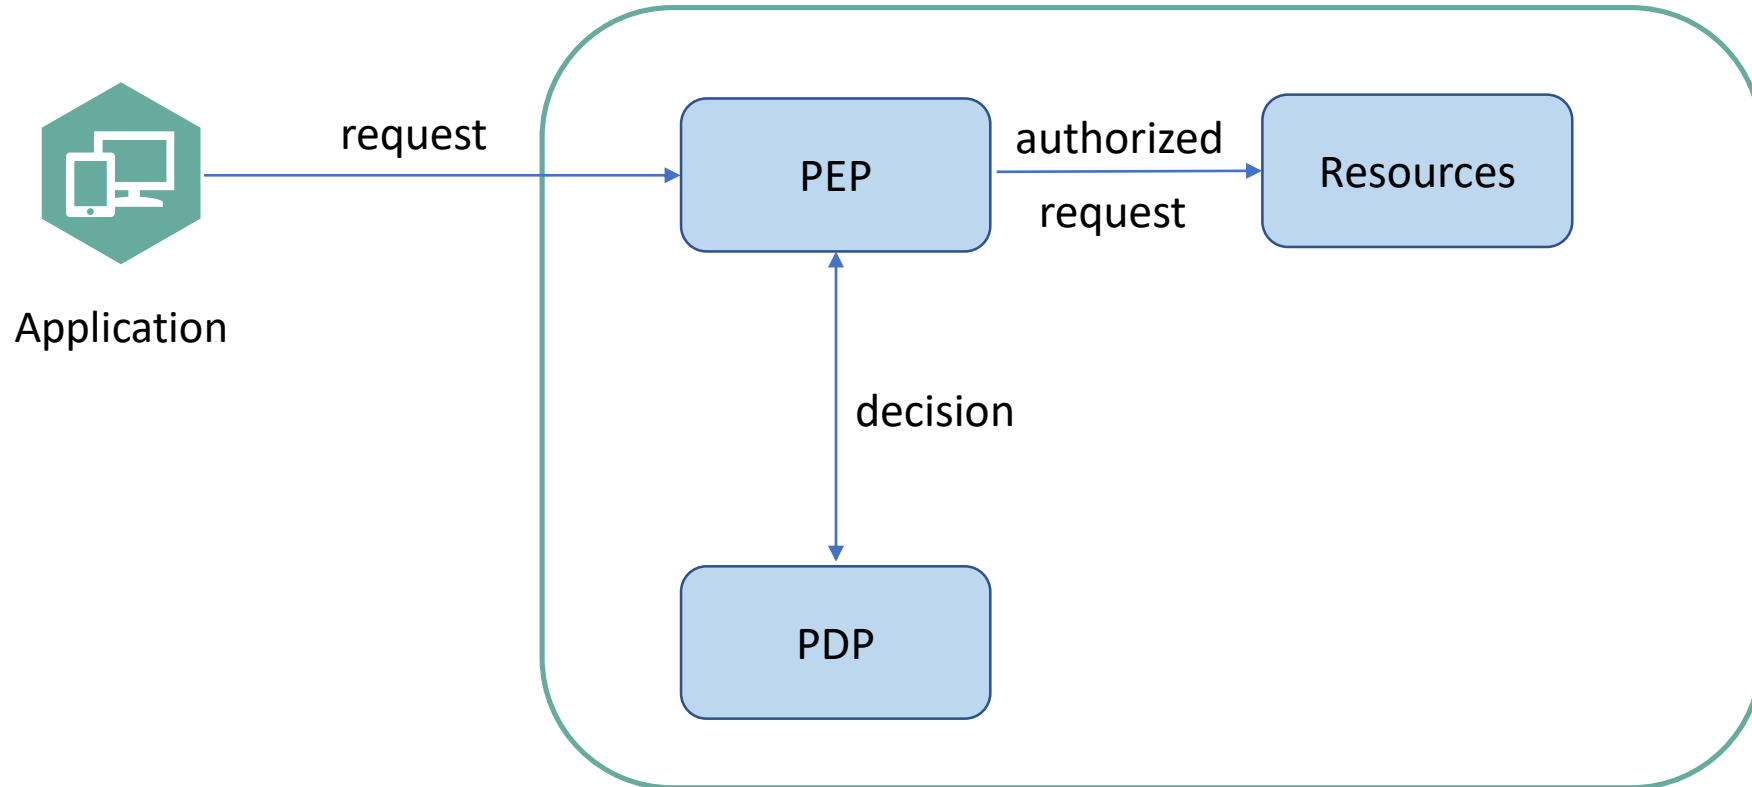 request
authorized
request
PEP
Resources
Application
decision
PDP